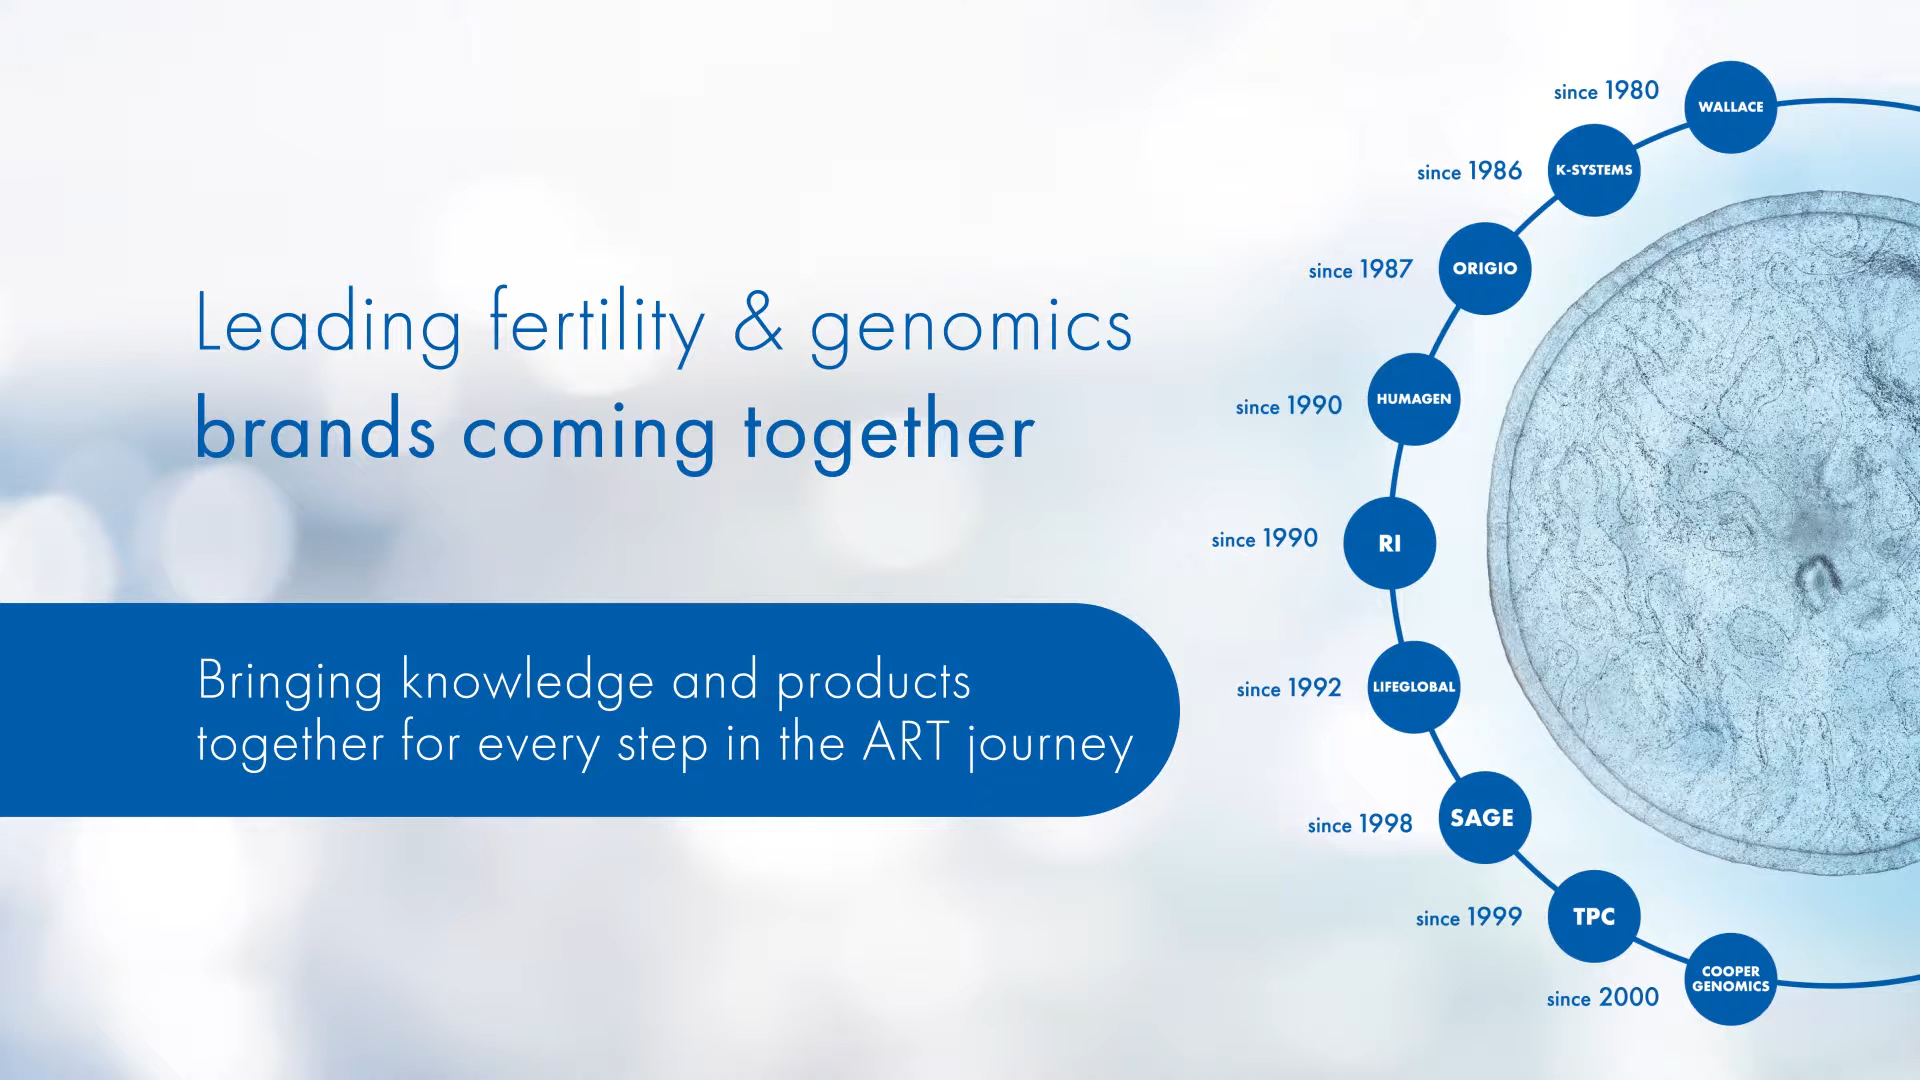 Leading fertility & genomics
brands coming together
Bringing knowledge and products
together for every step in the ART journey
since 1980
WALLACE
since 1986
K-SYSTEMS
since 1987
ORIGIO
since 1990
HUMAGEN
since 1990
RI
since 1992
LIFEGLOBAL
since 1998
SAGE
since 1999
TPC
since 2000
COOPER
GENOMICS